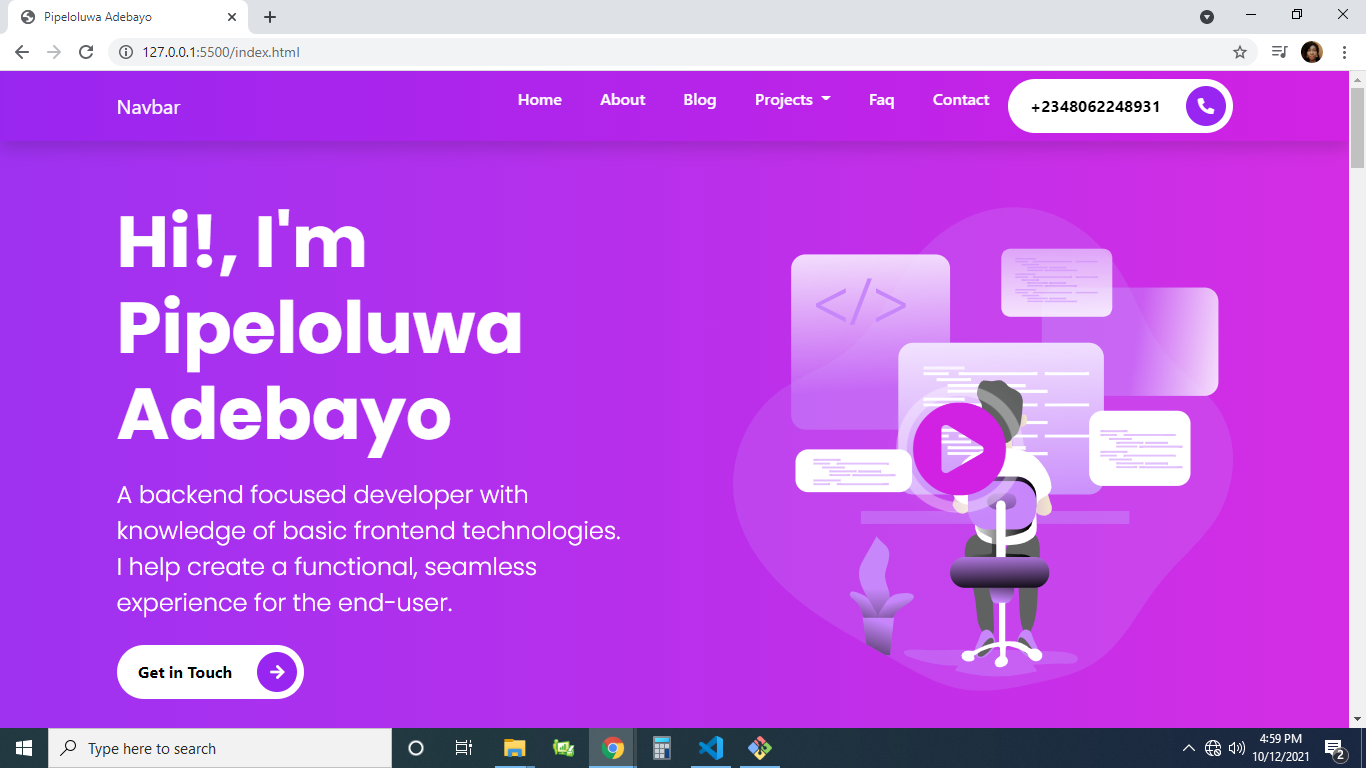 Pipeloluwa Adebayo
127.0.0.1:5500/index.html
Navbar
Home About Blog Projects Faq Contact +2348062248931
Hi!, I'm
Pipeloluwa
Adebayo
</>
A backend focused developer with
knowledge of basic frontend technologies.
I help create a functional, seamless
experience for the end-user.
Get in Touch
Type here to search
4:59 PM
10/12/2021
2